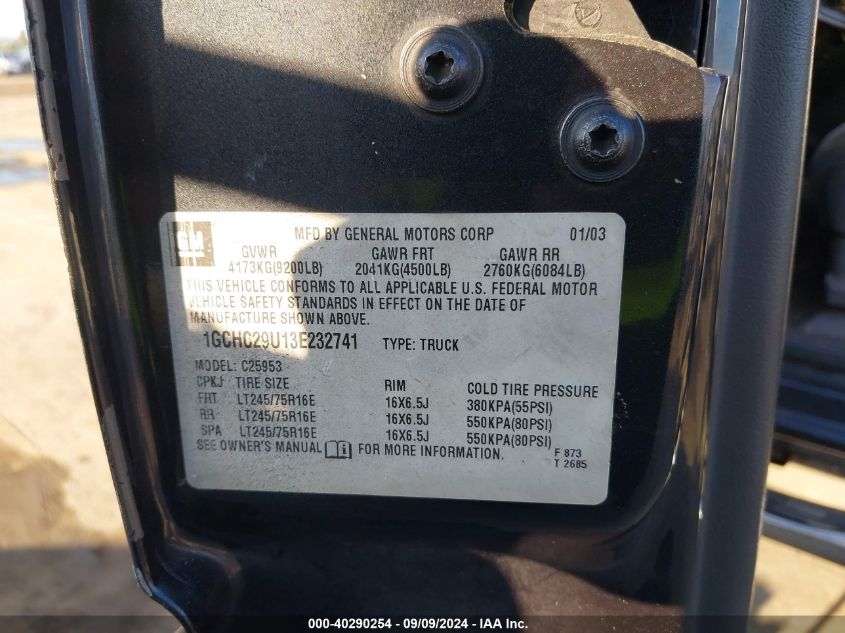 GM
MFD BY GENERAL MOTORS CORP 01/03
GVWR GAWR FRT GAWR RR
4173KG(9200LB) 2041KG(4500LB) 2760KG(6084LB)
THIS VEHICLE CONFORMS TO ALL APPLICABLE U.S. FEDERAL MOTOR
VEHICLE SAFETY STANDARDS IN EFFECT ON THE DATE OF
MANUFACTURE SHOWN ABOVE.
1GCHC29U13E232741 TYPE: TRUCK
MODEL: C25953
CPKJ TIRE SIZE RIM COLD TIRE PRESSURE
FRT LT245/75R16E 16X6.5J 380KPA(55PSI)
RR LT245/75R16E 16X6.5J 550KPA(80PSI)
SPA LT245/75R16E 16X6.5J 550KPA(80PSI)
SEE OWNER'S MANUAL FOR MORE INFORMATION.
F 873
T 2685
000-40290254 - 09/09/2024 - IAA Inc.